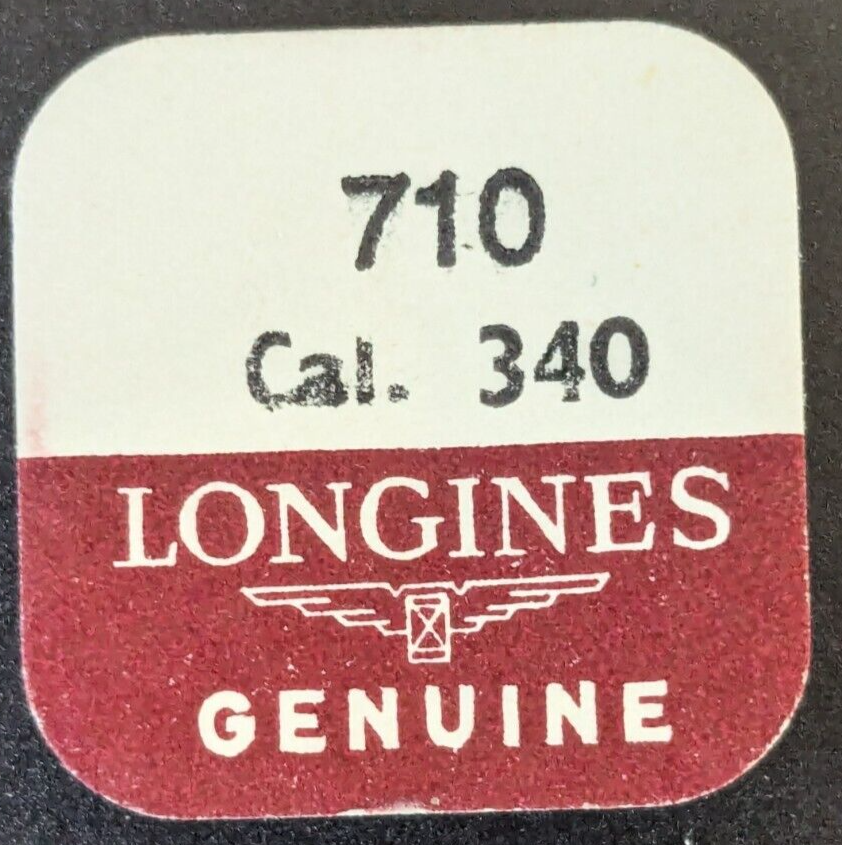 710
Cal. 340
LONGINES
GENUINE